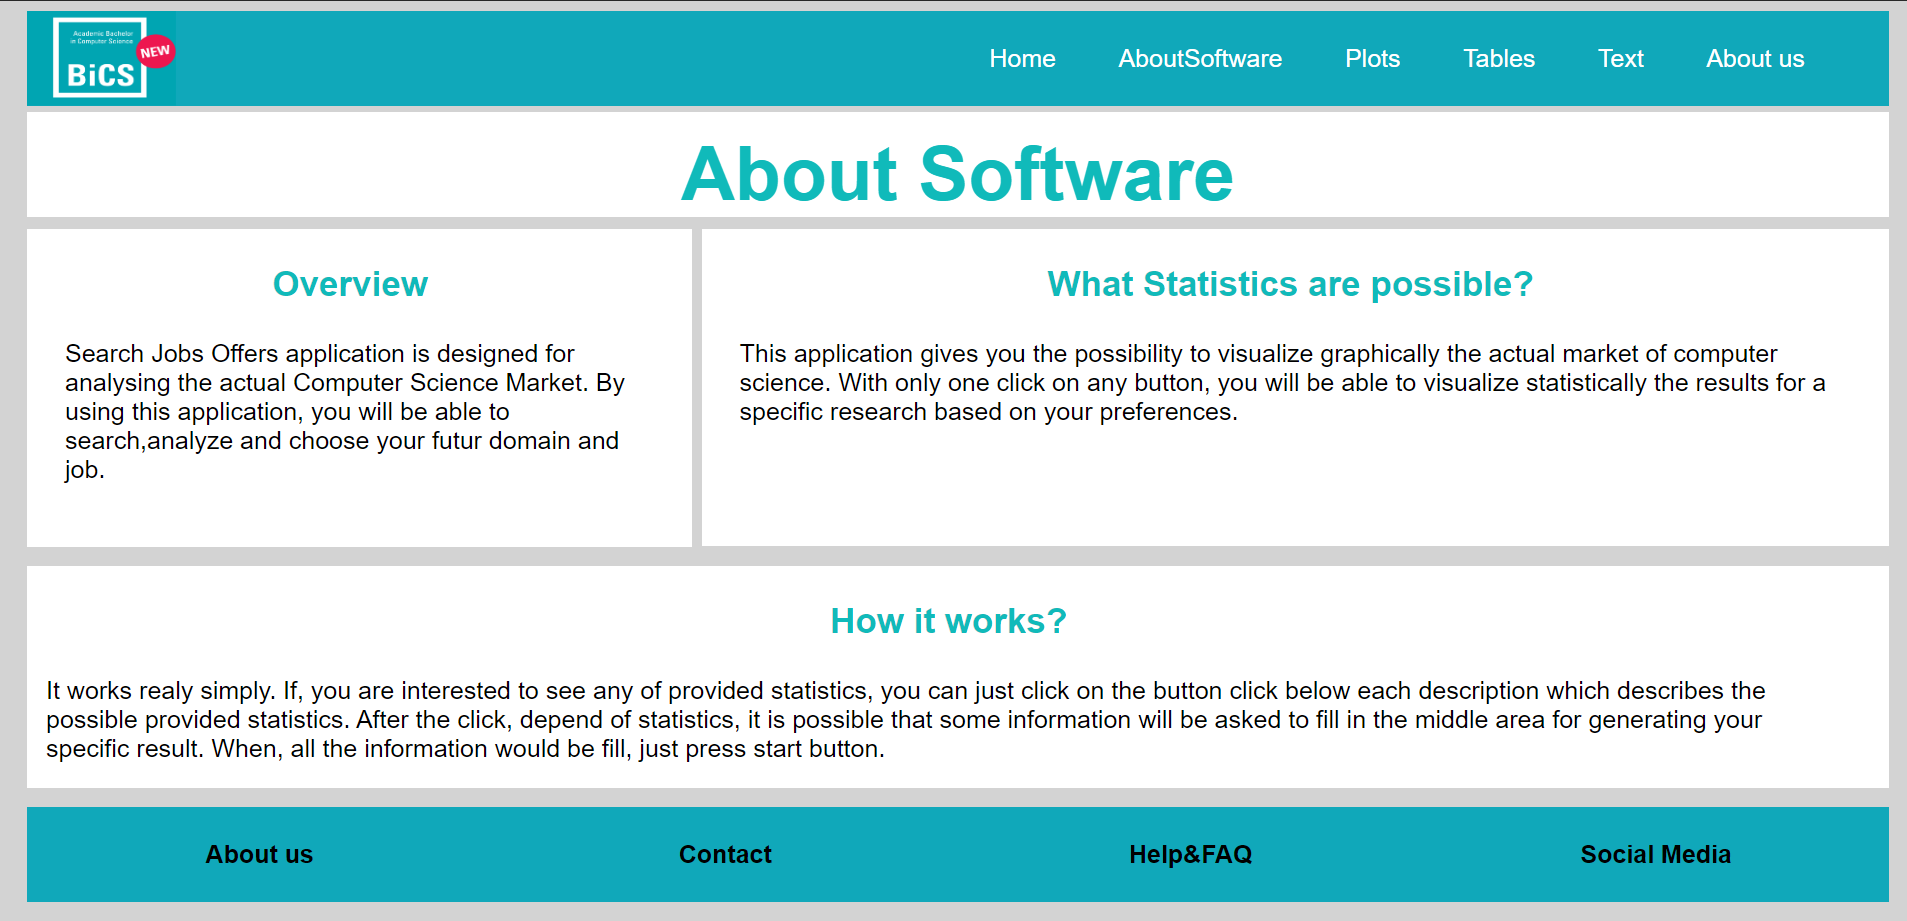 Academic Bachelor
in Computer Science
NEW
BiCS
Home AboutSoftware Plots Tables Text About us
About Software
Overview
Search Jobs Offers application is designed for
analysing the actual Computer Science Market. By
using this application, you will be able to
search,analyze and choose your futur domain and
job.
What Statistics are possible?
This application gives you the possibility to visualize graphically the actual market of computer
science. With only one click on any button, you will be able to visualize statistically the results for a
specific research based on your preferences.
How it works?
It works realy simply. If, you are interested to see any of provided statistics, you can just click on the button click below each description which describes the
possible provided statistics. After the click, depend of statistics, it is possible that some information will be asked to fill in the middle area for generating your
specific result. When, all the information would be fill, just press start button.
About us Contact Help&FAQ Social Media